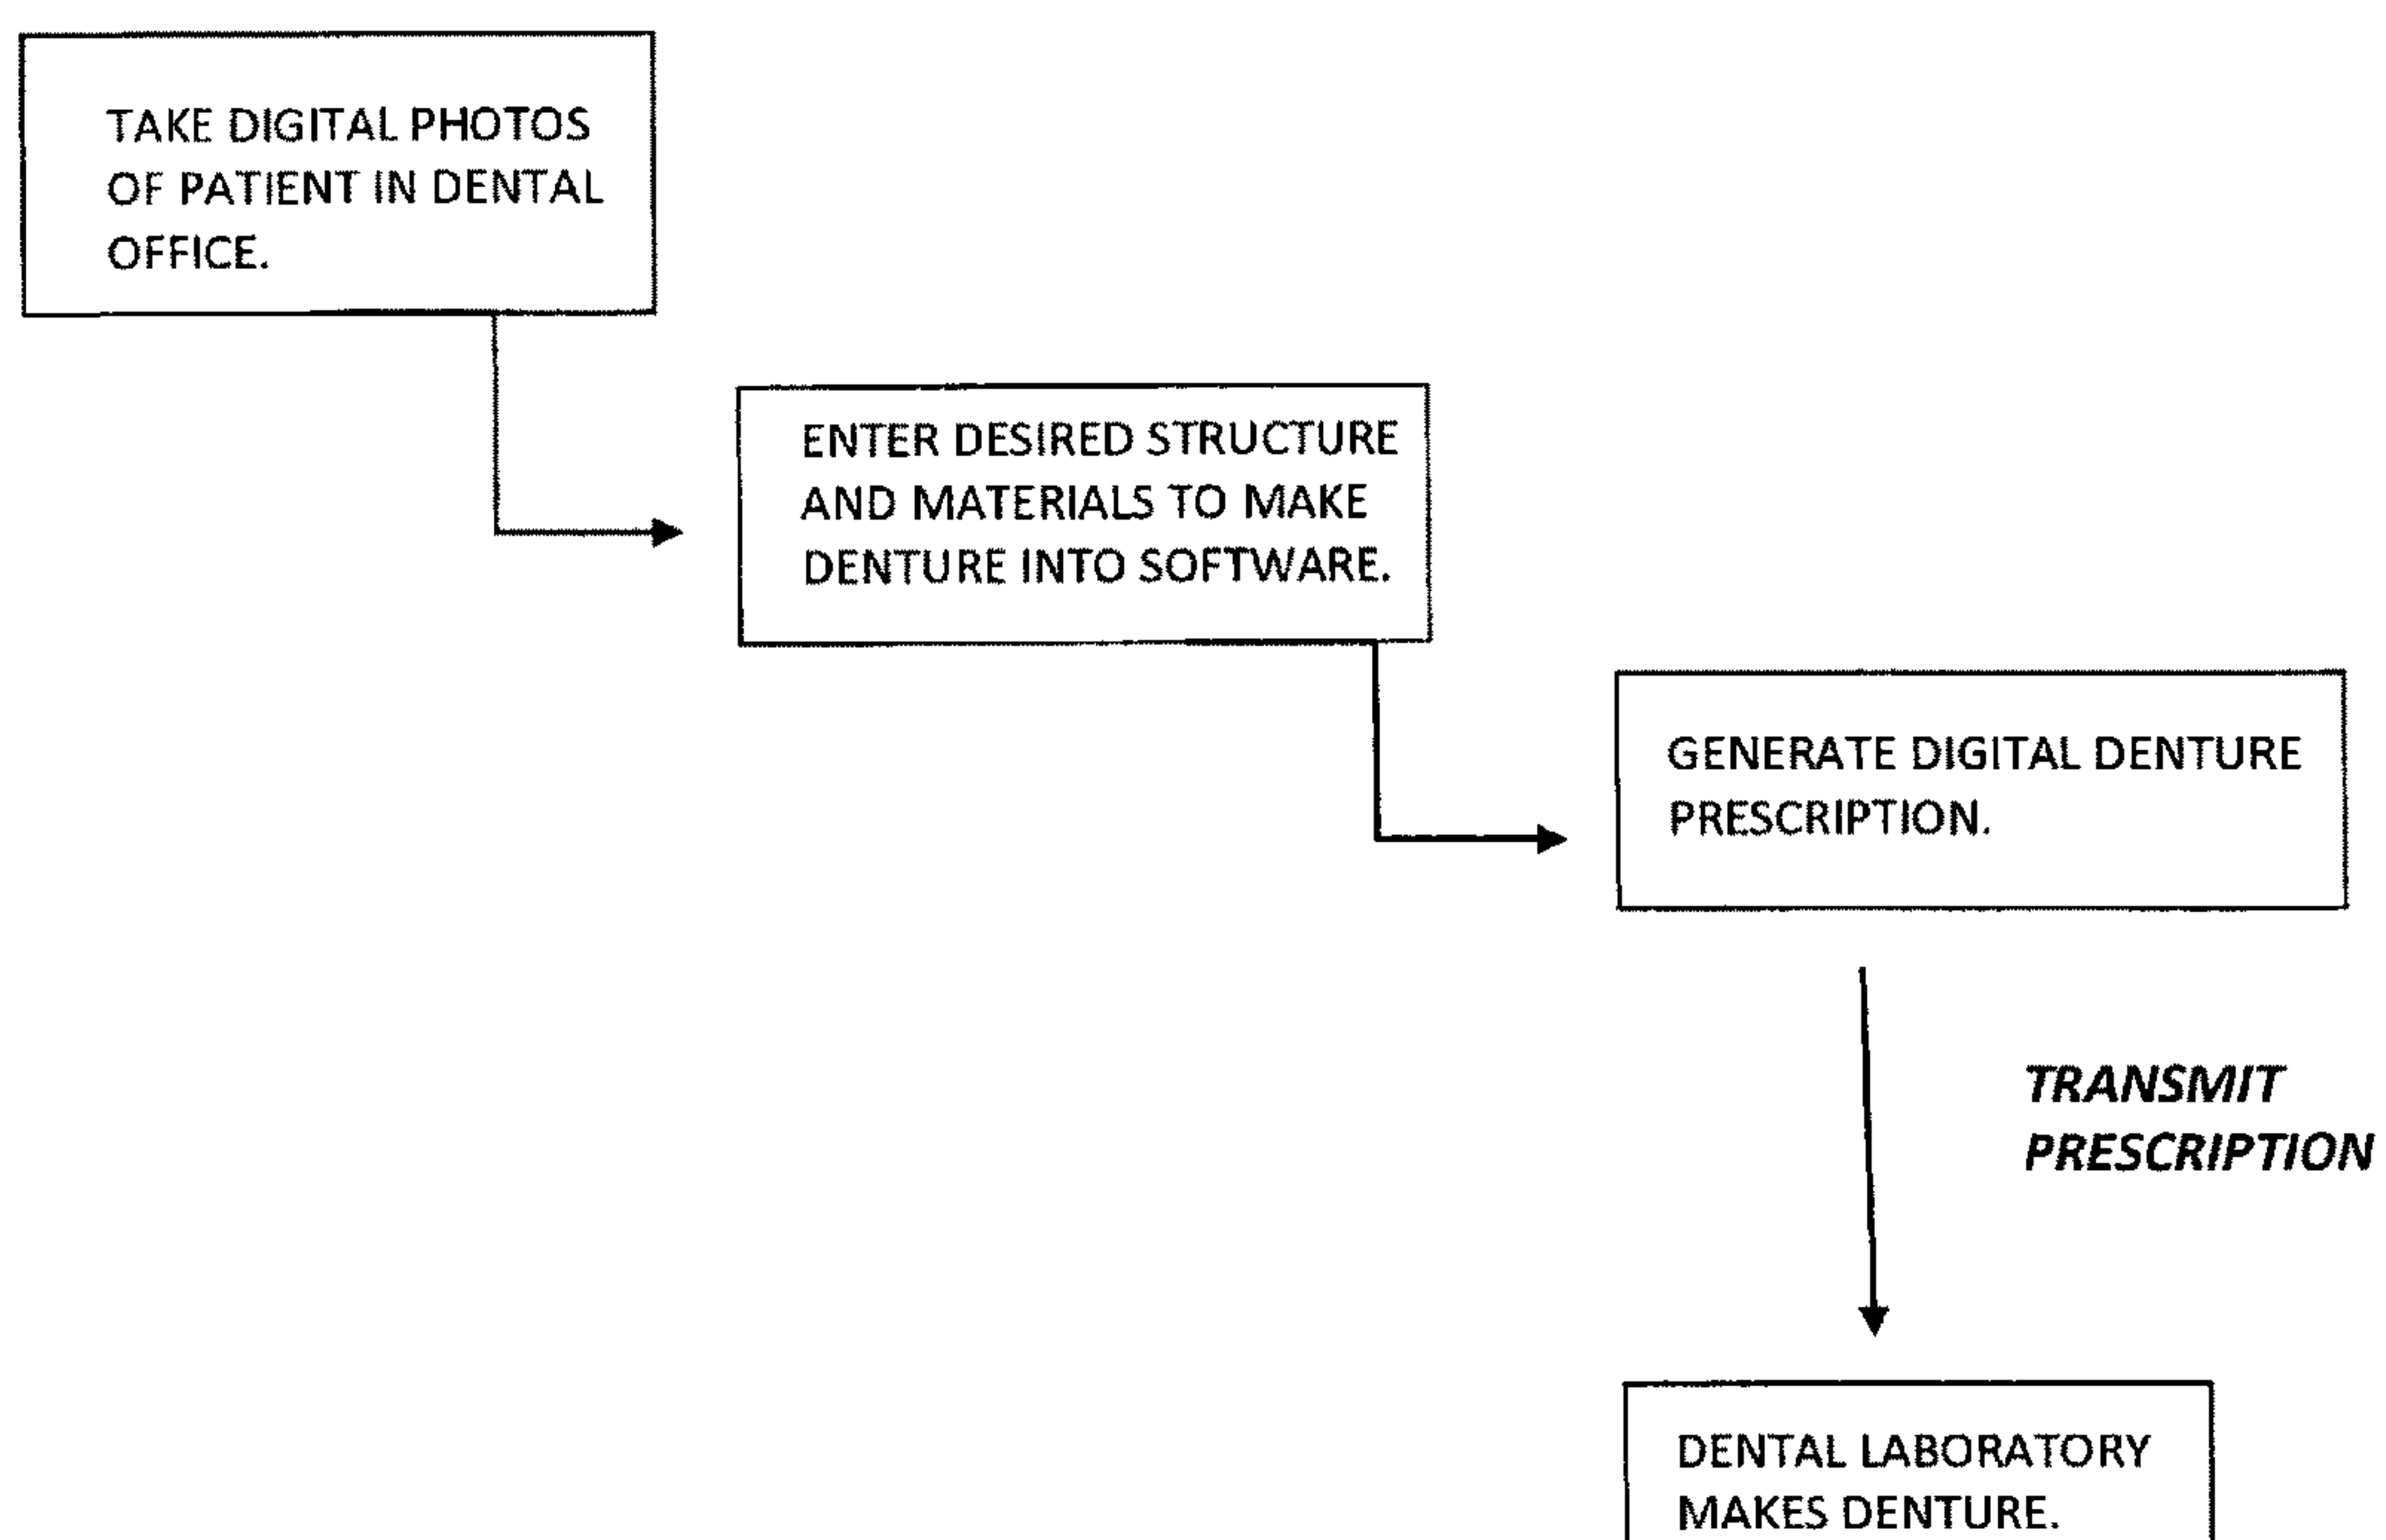 TAKE DIGITAL PHOTOS
OF PATIENT IN DENTAL
OFFICE.
ENTER DESIRED STRUCTURE
AND MATERIALS TO MAKE
DENTURE INTO SOFTWARE.
GENERATE DIGITAL DENTURE
PRESCRIPTION.
TRANSMIT
PRESCRIPTION
DENTAL LABORATORY
MAKES DENTURE.